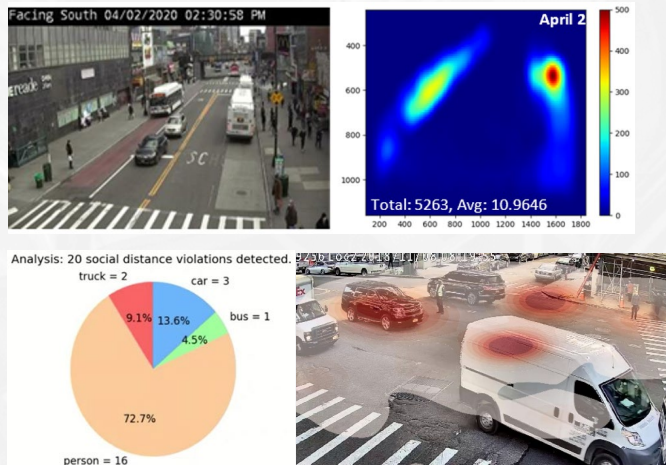 Facing South 04/02/2020 02:30:58 PM
SCH
April 2
500
400
300
200
100
0
400
600
800
1000
Total: 5263, Avg: 10.9646
200 400 600 800 1000 1200 1400 1600 1800
Analysis: 20 social distance violations detected.
truck = 2
car = 3
bus = 1
9.1%
13.6%
4.5%
72.7%
person = 16